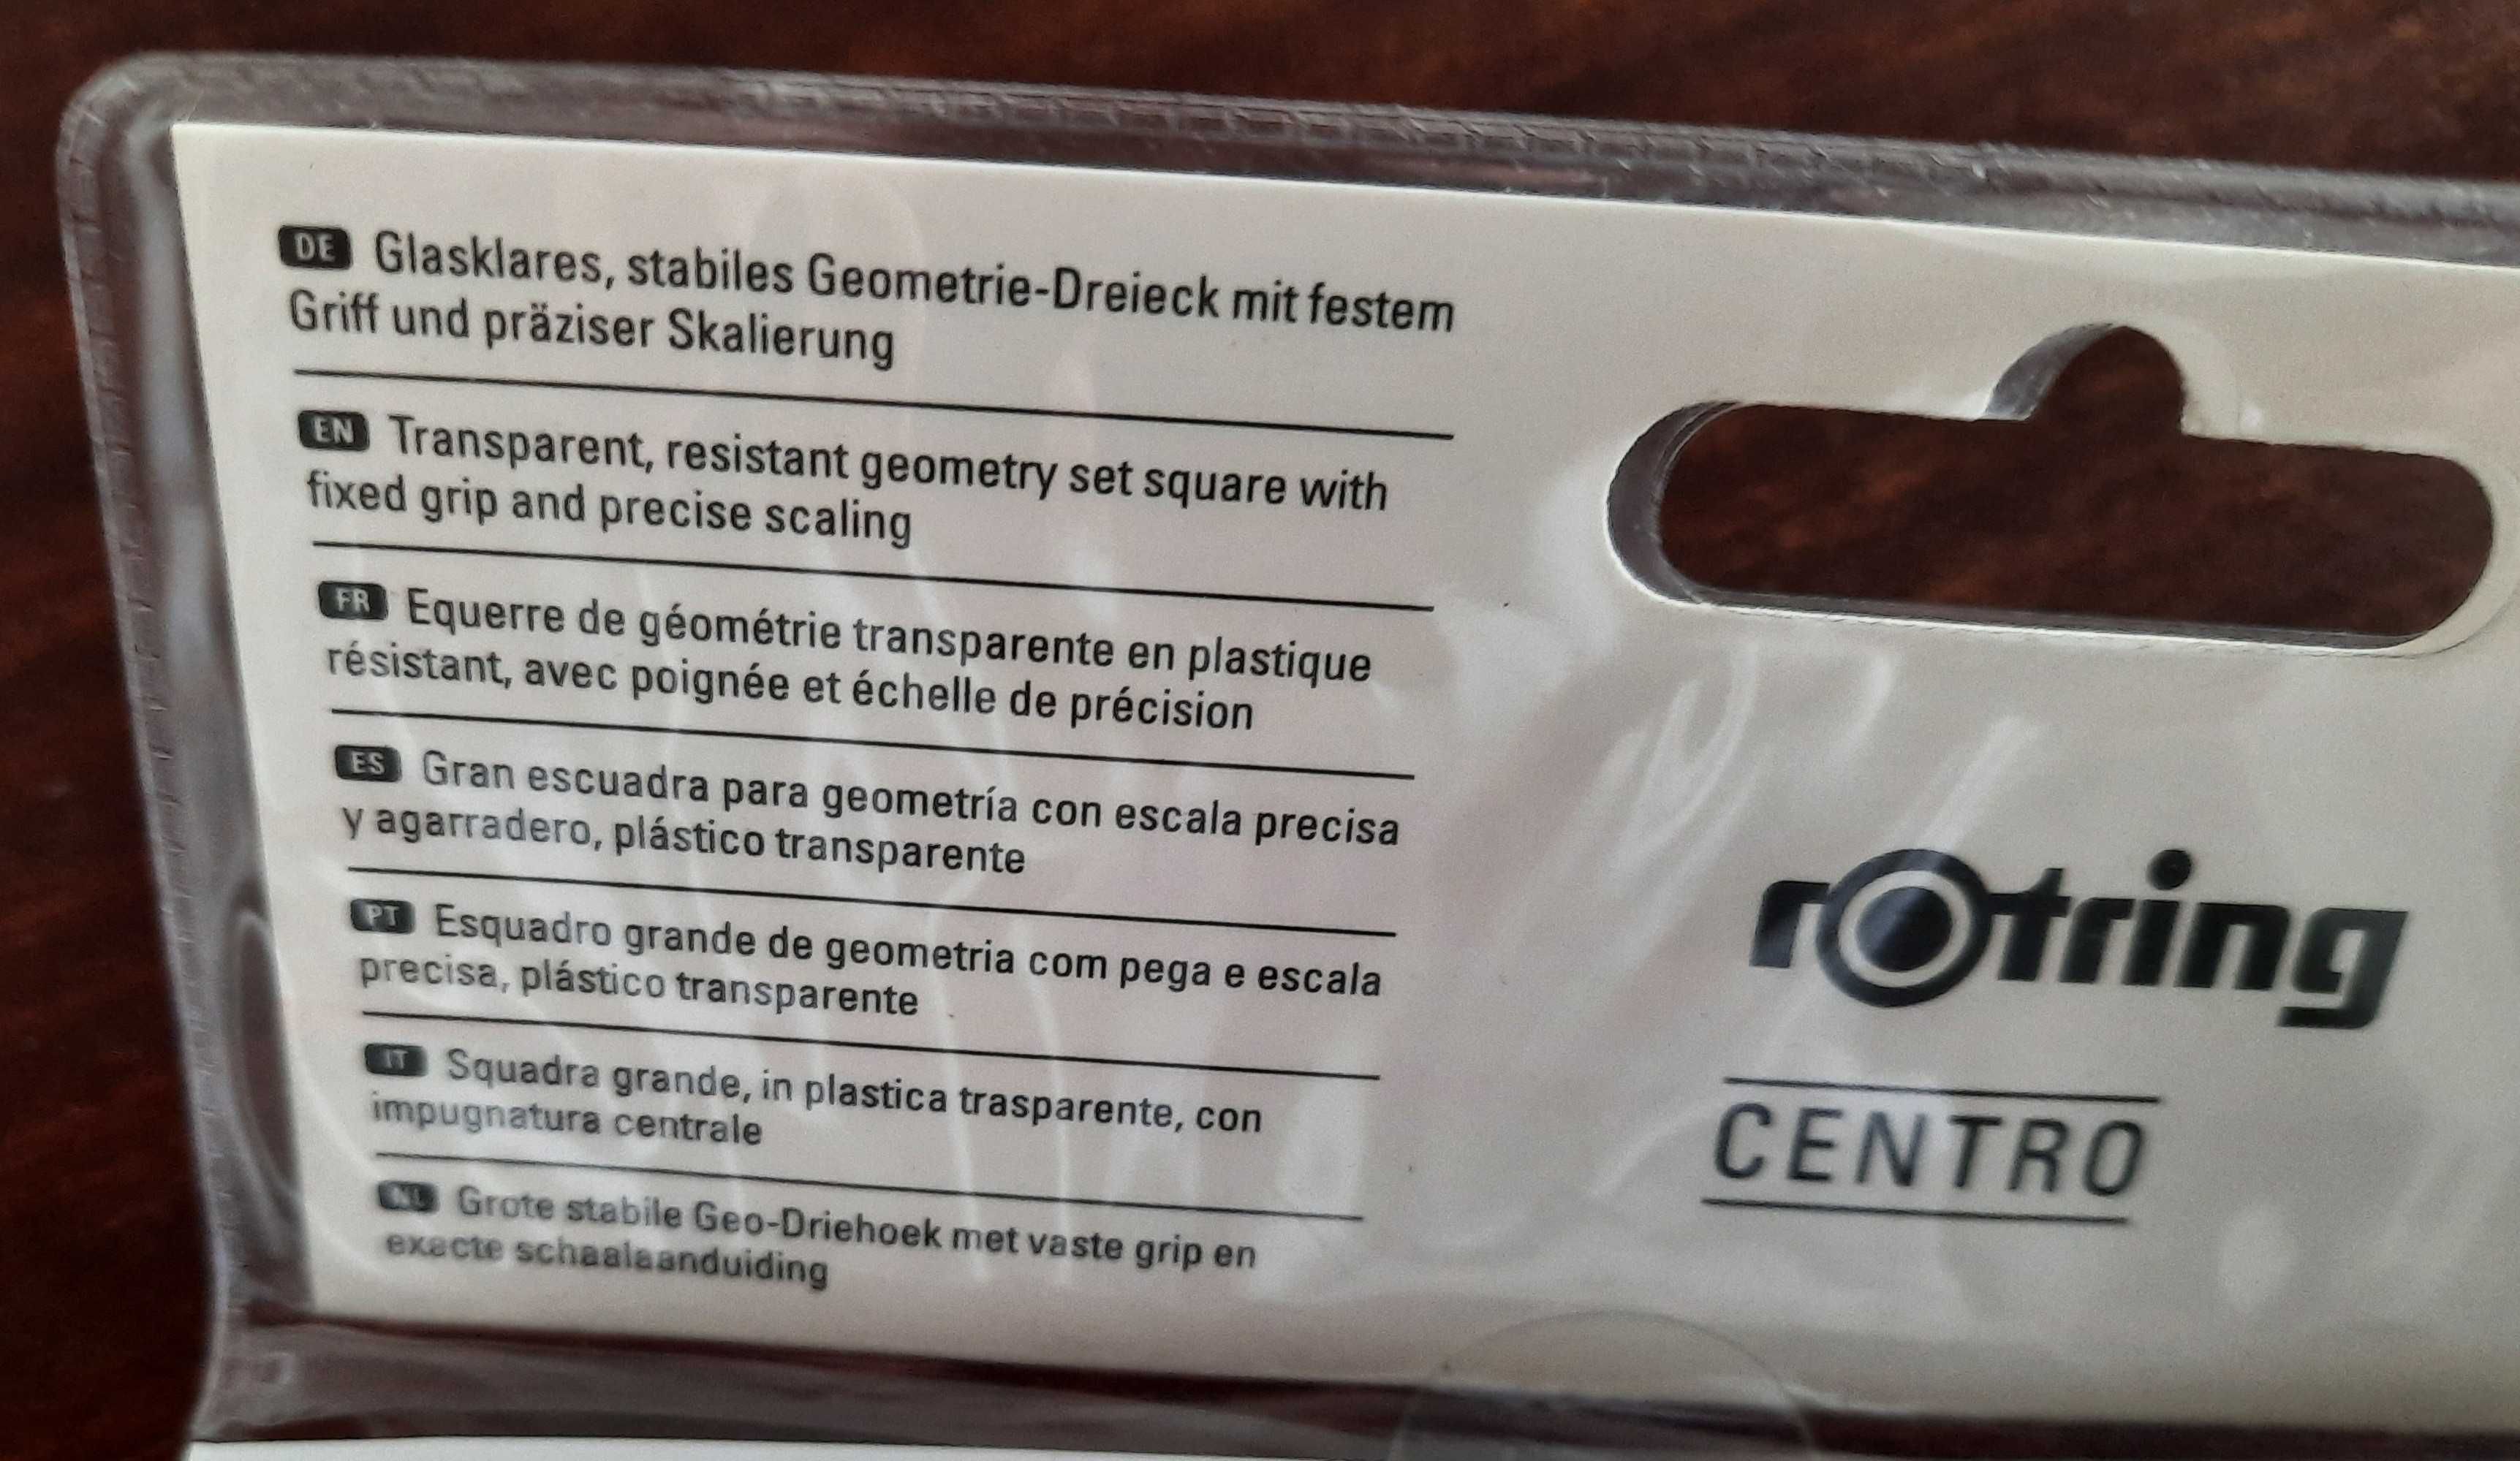 DE Glasklares, stabiles Geometrie-Dreieck mit festem
Griff und präziser Skalierung
EN Transparent, resistant geometry set square with
fixed grip and precise scaling
FR Equerre de géométrie transparente en plastique
résistant, avec poignée et échelle de précision
ES Gran escuadra para geometría con escala precisa
y agarradero, plástico transparente
PT Esquadro grande de geometria com pega e escala
precisa, plástico transparente
IT Squadra grande, in plastica trasparente, con
impugnatura centrale
NL Grote stabile Geo-Driehoek met vaste grip en
exacte schaalaanduiding
rotring
CENTRO